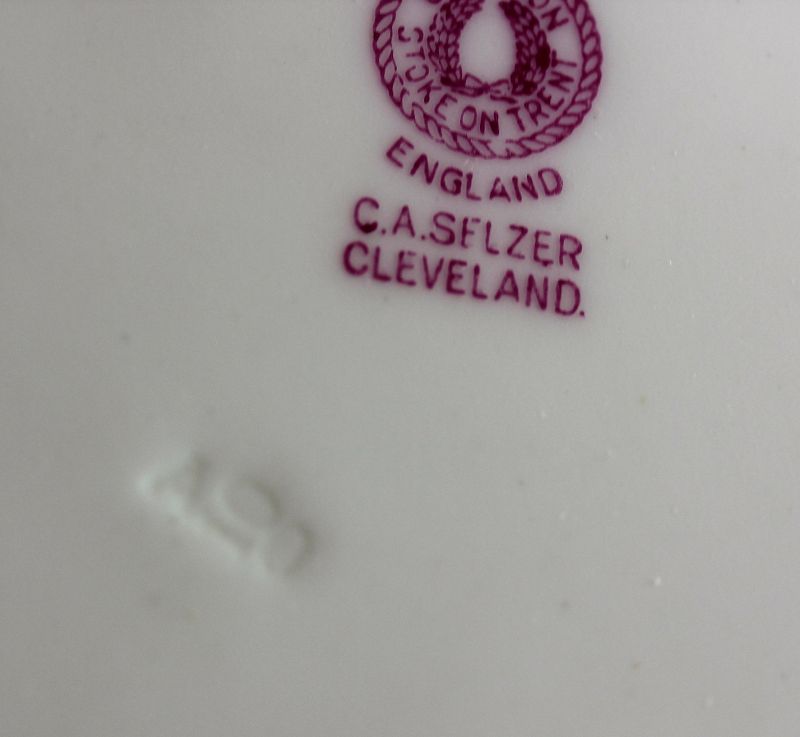 STOKE ON TRENT
ENGLAND
C.A.SELZER
CLEVELAND.